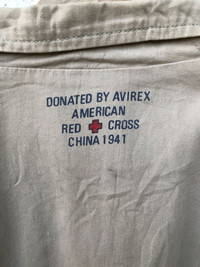 DONATED BY AVIREX
AMERICAN
RED CROSS
CHINA 1941